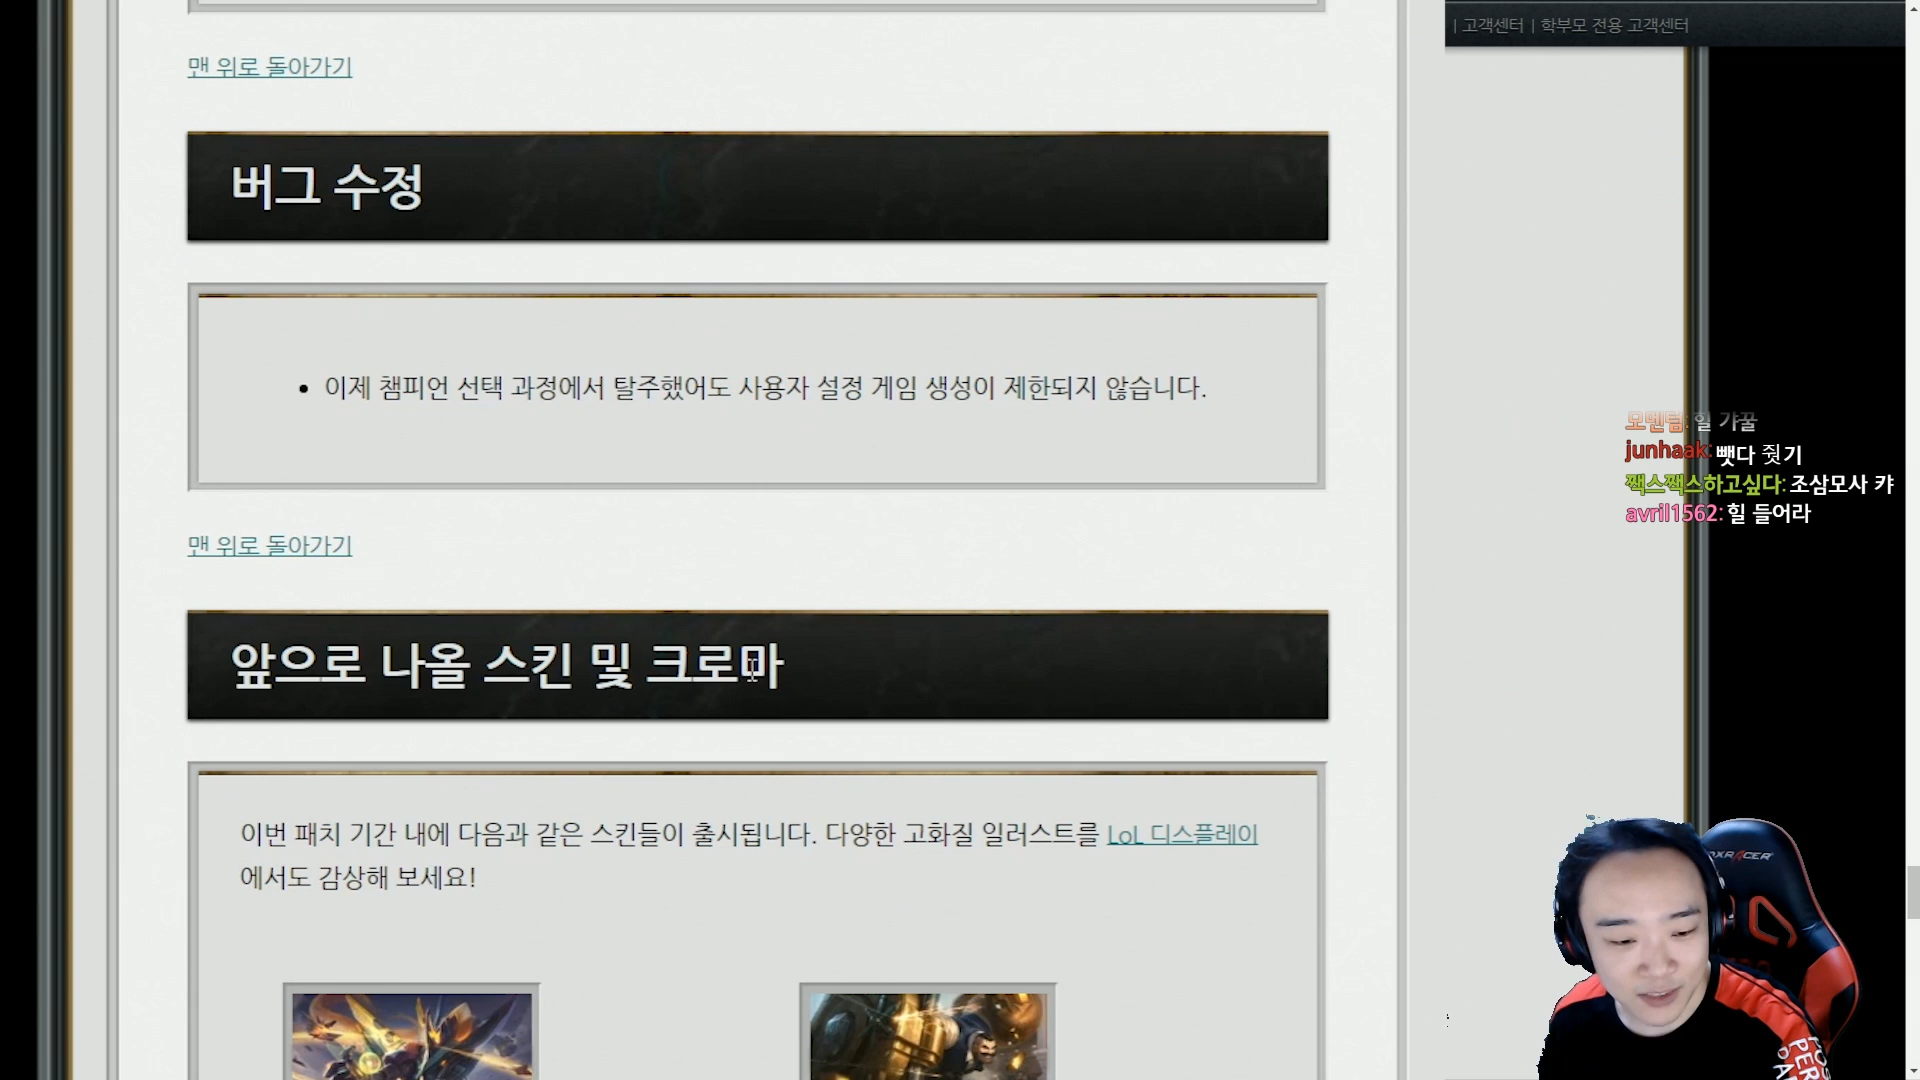 | 고객센터 | 학부모 전용 고객센터
맨 위로 돌아가기
버그 수정
이제 챔피언 선택 과정에서 탈주했어도 사용자 설정 게임 생성이 제한되지 않습니다.
모멘텀: 힐 갸꿀
junhaak: 뺏다 줮기
짹스짹스하고싶다: 조삼모사 캬
avril1562: 힐 들어라
맨 위로 돌아가기
앞으로 나올 스킨 및 크로마
이번 패치 기간 내에 다음과 같은 스킨들이 출시됩니다. 다양한 고화질 일러스트를 LoL 디스플레이
에서도 감상해 보세요!